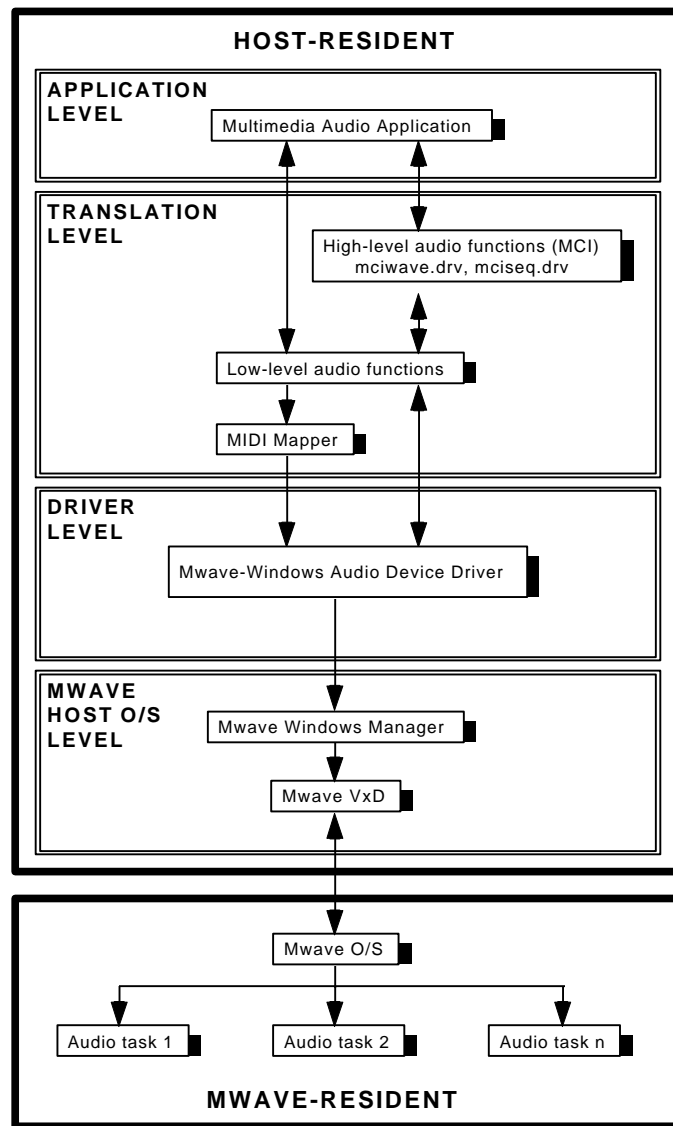 HOST-RESIDENT
APPLICATION
LEVEL
Multimedia Audio Application
TRANSLATION
LEVEL
High-level audio functions (MCI)
mciwave.drv, mciseq.drv
Low-level audio functions
MIDI Mapper
DRIVER
LEVEL
Mwave-Windows Audio Device Driver
MWAVE
HOST O/S
LEVEL
Mwave Windows Manager
Mwave VxD
Mwave O/S
Audio task 1
Audio task 2
Audio task n
MWAVE-RESIDENT